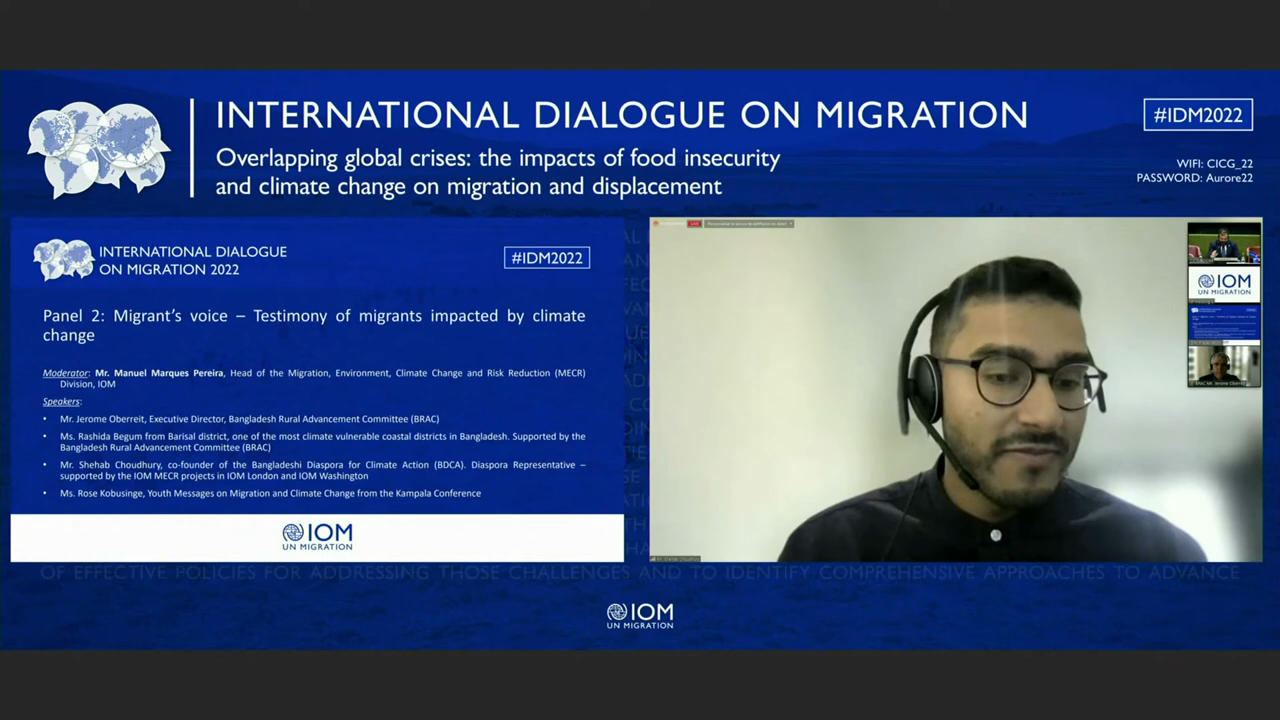 INTERNATIONAL DIALOGUE ON MIGRATION
Overlapping global crises: the impacts of food insecurity
and climate change on migration and displacement
#IDM2022
WIFI: CICG_22
PASSWORD: Aurore22
INTERNATIONAL DIALOGUE
ON MIGRATION 2022
#IDM2022
Panel 2: Migrant's voice – Testimony of migrants impacted by climate
change
Moderator: Mr. Manuel Marques Pereira, Head of the Migration, Environment, Climate Change and Risk Reduction (MECR)
Division, IOM
Speakers:
• Mr. Jerome Oberreit, Executive Director, Bangladesh Rural Advancement Committee (BRAC)
• Ms. Rashida Begum from Barisal district, one of the most climate vulnerable coastal districts in Bangladesh. Supported by the
Bangladesh Rural Advancement Committee (BRAC)
• Mr. Shehab Choudhury, co-founder of the Bangladeshi Diaspora for Climate Action (BDCA). Diaspora Representative –
supported by the IOM MECR projects in IOM London and IOM Washington
• Ms. Rose Kobusinge, Youth Messages on Migration and Climate Change from the Kampala Conference
IOM
UN MIGRATION
LIVE
IOM
UN MIGRATION
BRAC Mr. Jerome Oberreit
OF EFFECTIVE POLICIES FOR ADDRESSING THOSE CHALLENGES AND TO IDENTIFY COMPREHENSIVE APPROACHES TO ADVANCE
IOM
UN MIGRATION